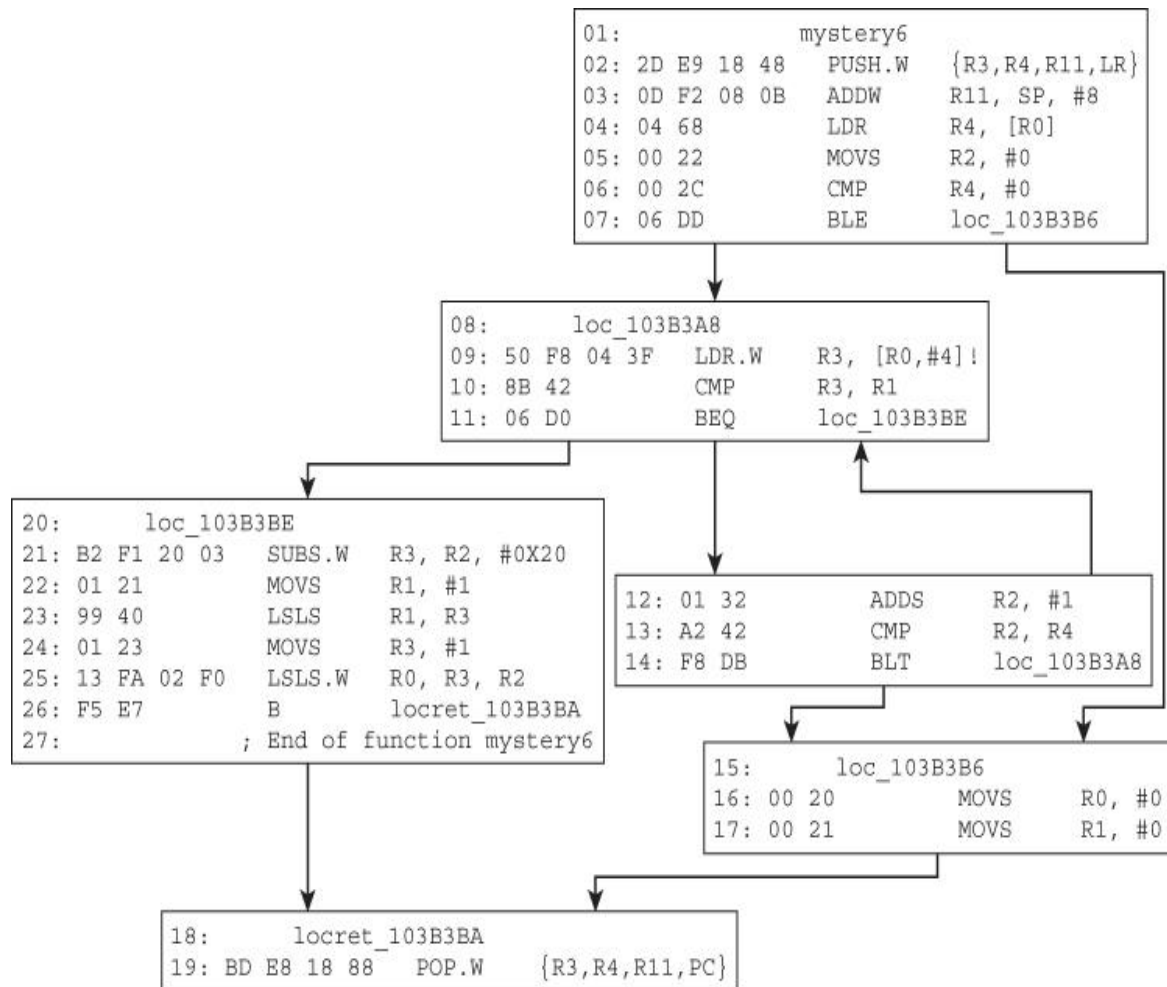 01: mystery6
02: 2D E9 18 48 PUSH.W {R3,R4,R11,LR}
03: 0D F2 08 0B ADDW R11, SP, #8
04: 04 68 LDR R4, [R0]
05: 00 22 MOVS R2, #0
06: 00 2C CMP R4, #0
07: 06 DD BLE loc_103B3B6
08: loc_103B3A8
09: 50 F8 04 3F LDR.W R3, [R0,#4]!
10: 8B 42 CMP R3, R1
11: 06 D0 BEQ loc_103B3BE
20: loc_103B3BE
21: B2 F1 20 03 SUBS.W R3, R2, #0X20
22: 01 21 MOVS R1, #1
23: 99 40 LSLS R1, R3
24: 01 23 MOVS R3, #1
25: 13 FA 02 F0 LSLS.W R0, R3, R2
26: F5 E7 B locret_103B3BA
27: ; End of function mystery6
12: 01 32 ADDS R2, #1
13: A2 42 CMP R2, R4
14: F8 DB BLT loc_103B3A8
15: loc_103B3B6
16: 00 20 MOVS R0, #0
17: 00 21 MOVS R1, #0
18: locret_103B3BA
19: BD E8 18 88 POP.W {R3,R4,R11,PC}